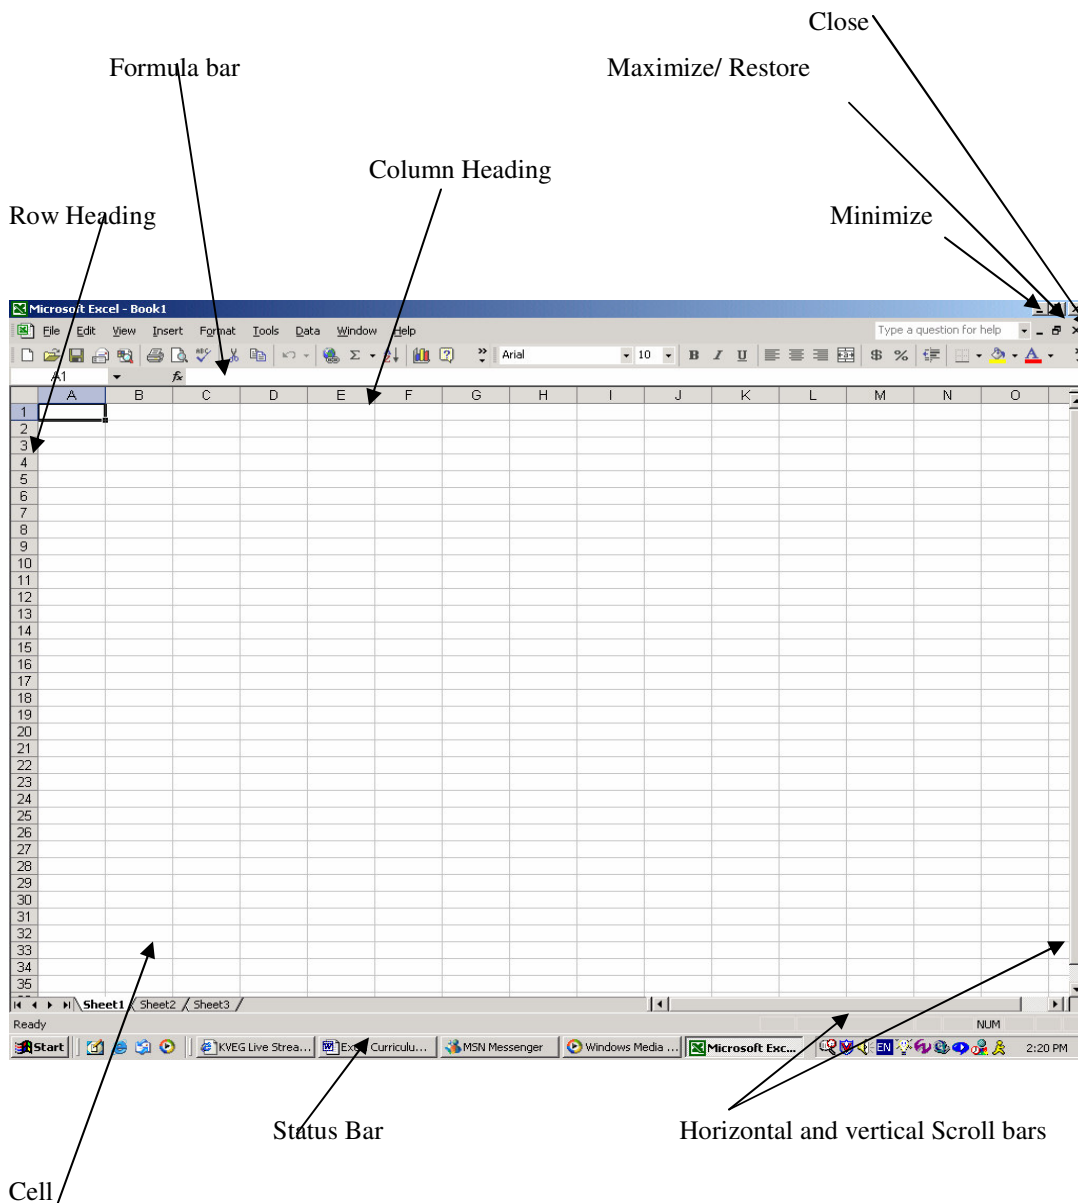 Close
Formula bar
Maximize/ Restore
Column Heading
Row Heading
Minimize
Microsoft Excel - Book1
File Edit View Insert Format Tools Data Window Help Type a question for help
Arial 10 B I U $ %
A1 fx
A B C D E F G H I J K L M N O
1
2
3
4
5
6
7
8
9
10
11
12
13
14
15
16
17
18
19
20
21
22
23
24
25
26
27
28
29
30
31
32
33
34
35
Sheet1 Sheet2 Sheet3
Ready NUM
Start KVEG Live Strea... Curriculu... MSN Messenger Windows Media ... Microsoft Exc... EN 2:20 PM
Status Bar
Horizontal and vertical Scroll bars
Cell